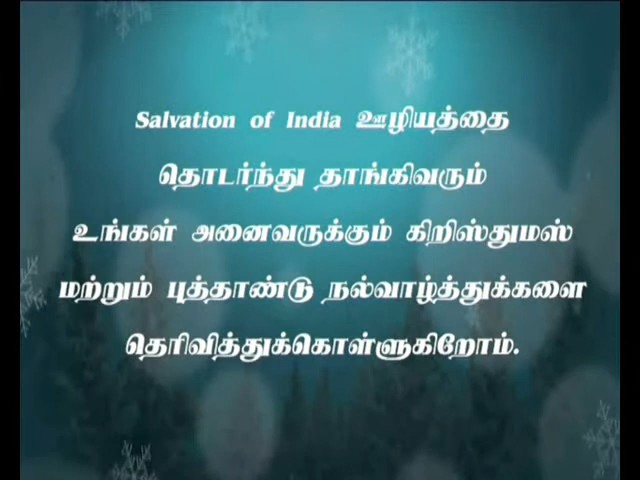 Salvation of India ஊழியத்தை
தொடர்ந்து தாங்கிவரும்
உங்கள் அனைவருக்கும் கிறிஸ்துமஸ்
மற்றும் புத்தாண்டு நல்வாழ்த்துக்களை
தெரிவித்துக்கொள்ளுகிறோம்.